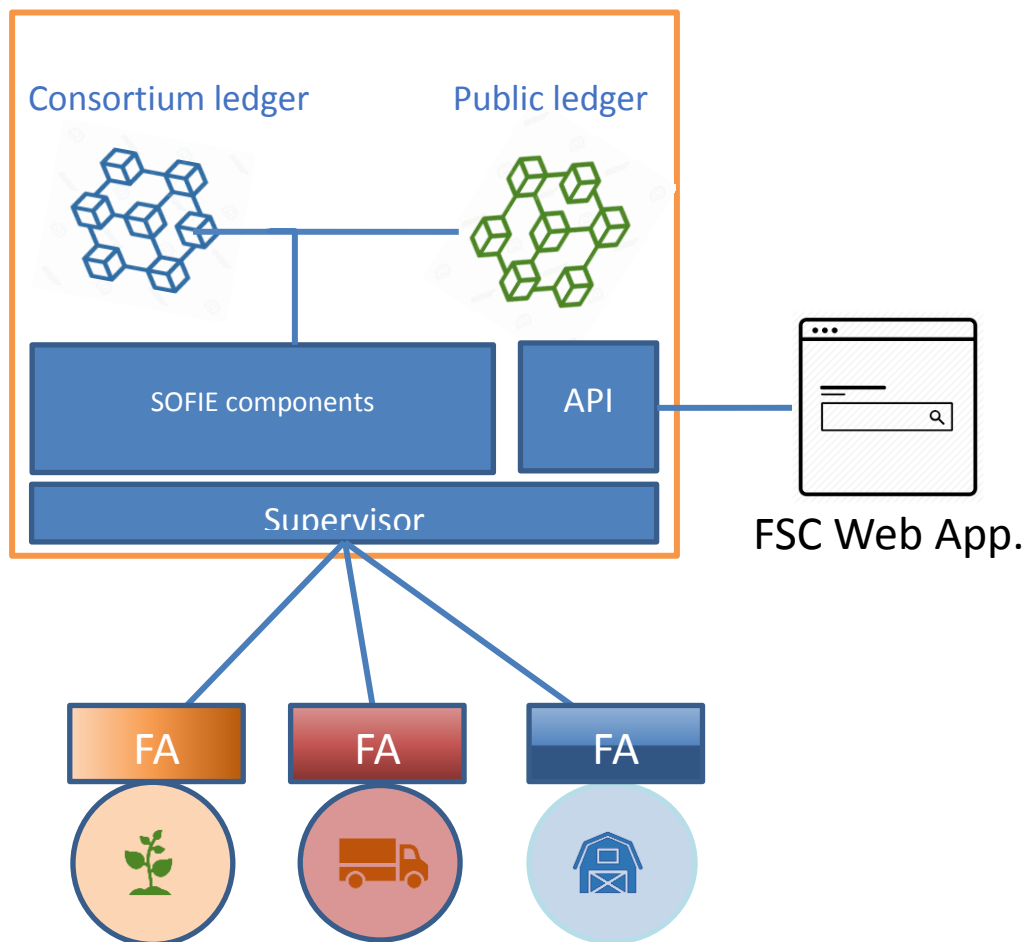 Consortium ledger
Public ledger
SOFIE components
API
Supervisor
FSC Web App.
FA
FA
FA